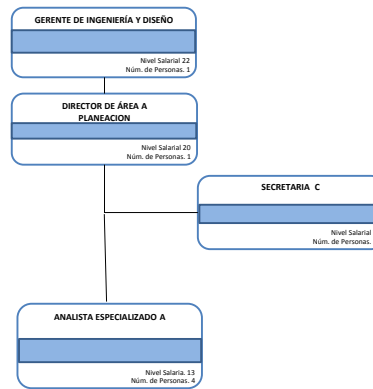 GERENTE DE INGENIERÍA Y DISEÑO
Nivel Salarial 22
Núm. de Personas. 1
DIRECTOR DE ÁREA A
PLANEACION
Nivel Salarial 20
Núm. de Personas. 1
SECRETARIA C
Nivel Salarial
Núm. de Personas.
ANALISTA ESPECIALIZADO A
Nivel Salaria. 13
Núm. de Personas. 4